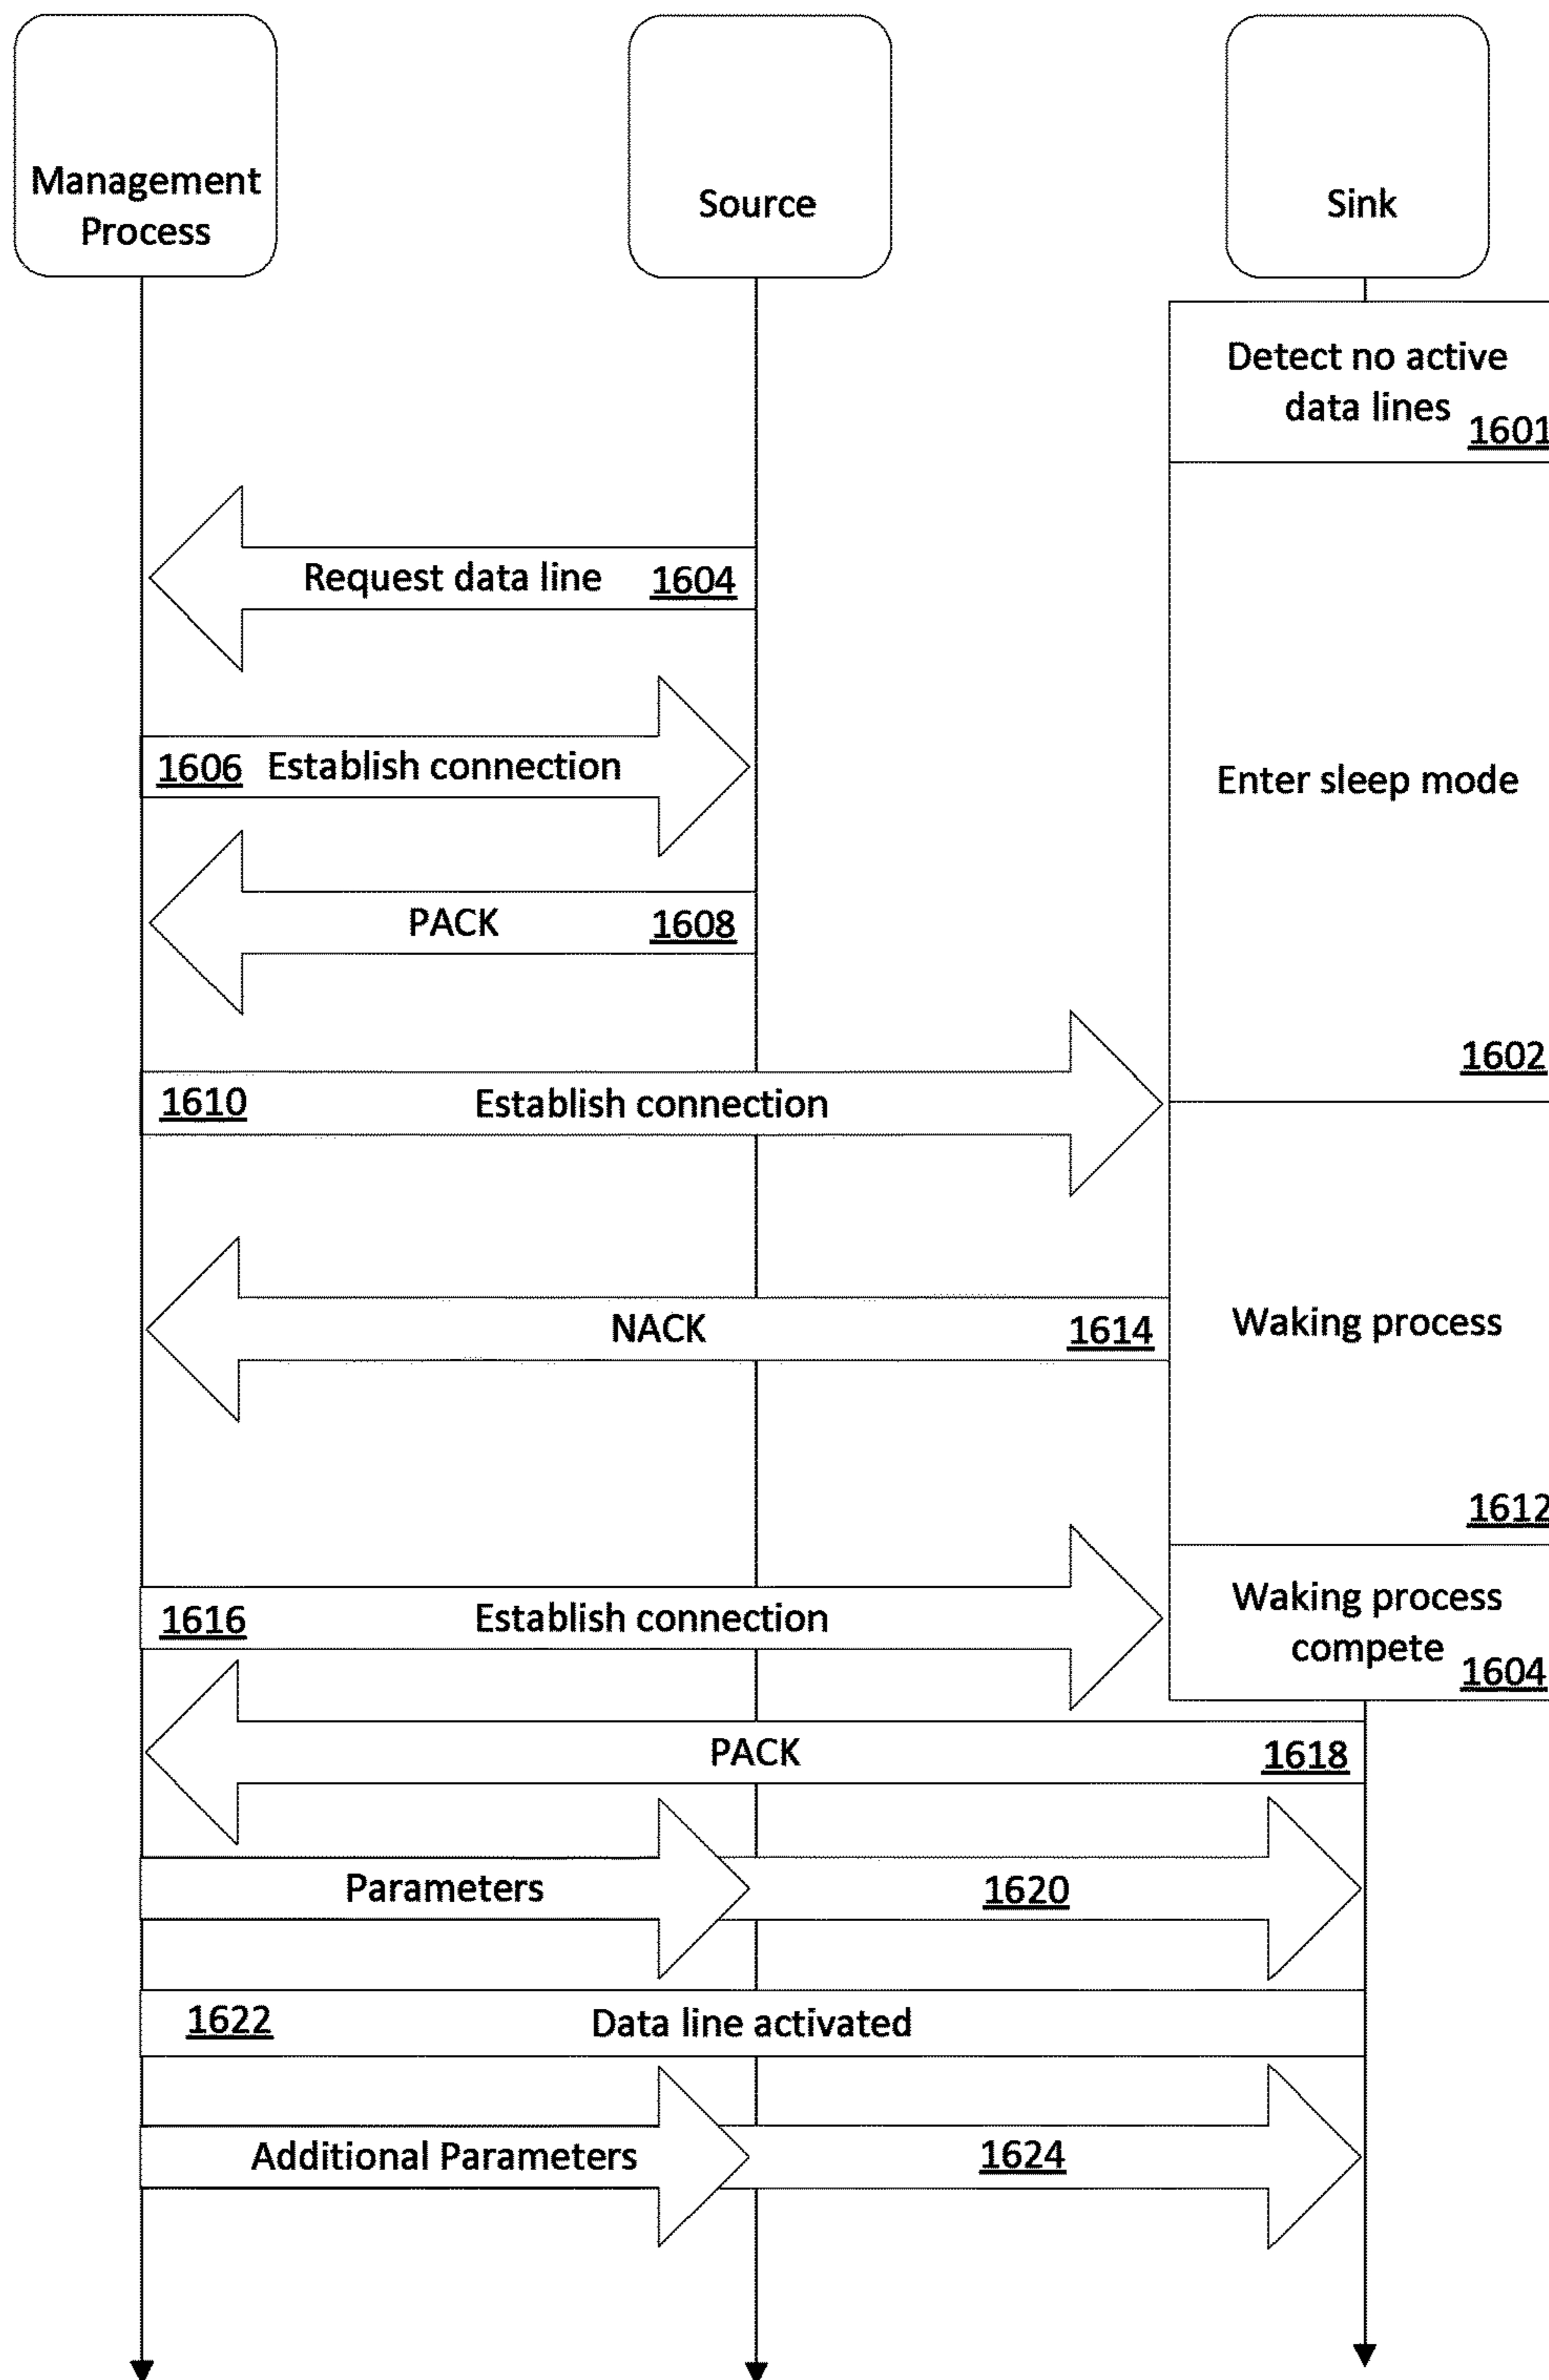 Management
Process
Source
Sink
Detect no active
data lines
1601
Request data line 1604
1606 Establish connection
Enter sleep mode
PACK 1608
1602
1610 Establish connection
NACK 1614
Waking process
1612
1616 Establish connection
Waking process
compete
1604
PACK 1618
Parameters 1620
1622 Data line activated
Additional Parameters 1624